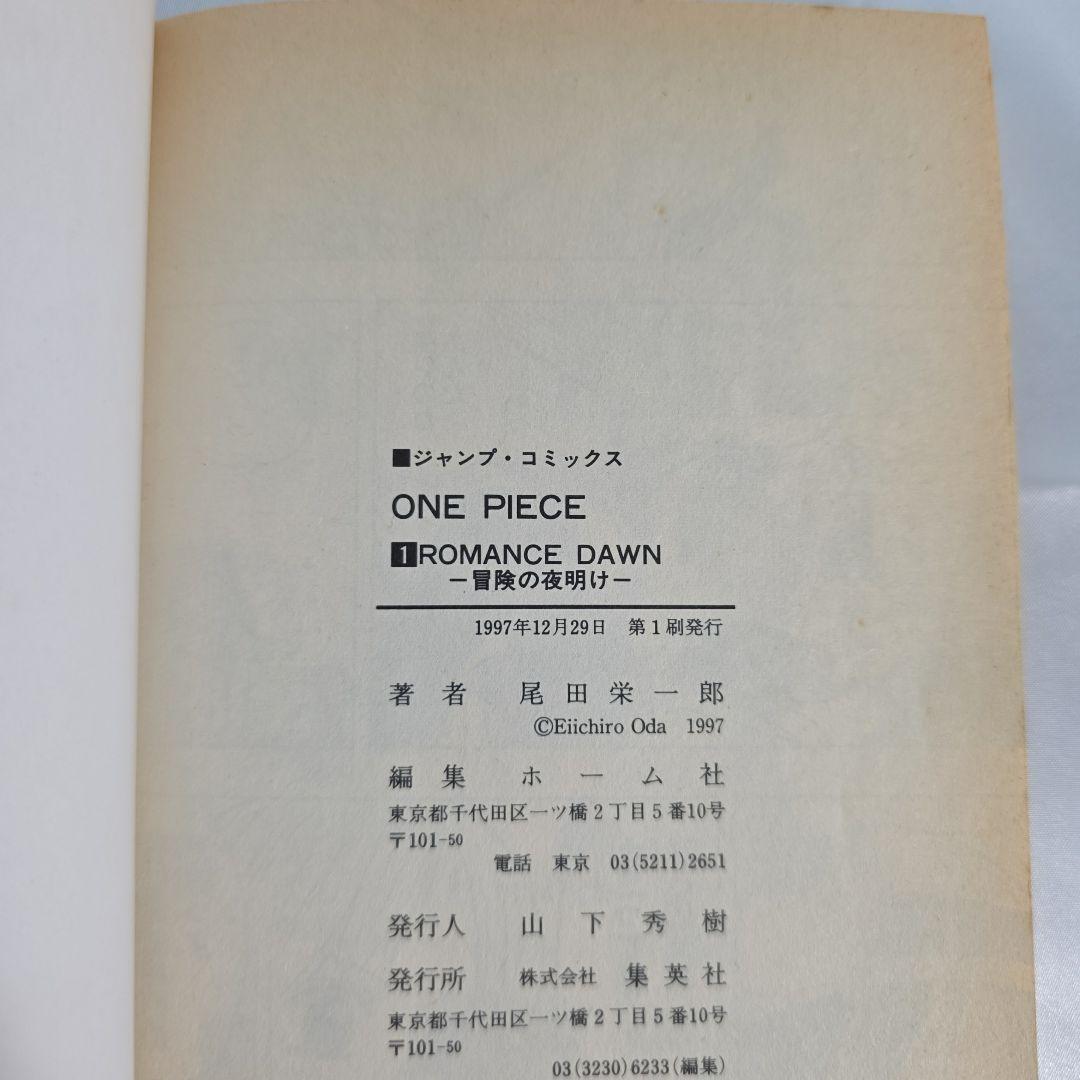 ■ジャンプ・コミックス
ONE PIECE
1ROMANCE DAWN
—冒険の夜明け—
1997年12月29日 第1刷発行
著者 尾田栄一郎
©Eiichiro Oda 1997
編集 ホーム社
東京都千代田区一ツ橋2丁目5番10号
〒101-50
電話 東京 03(5211)2651
発行人 山下秀樹
発行所 株式会社 集英社
東京都千代田区一ツ橋2丁目5番10号
〒101-50
03(3230)6233(編集)